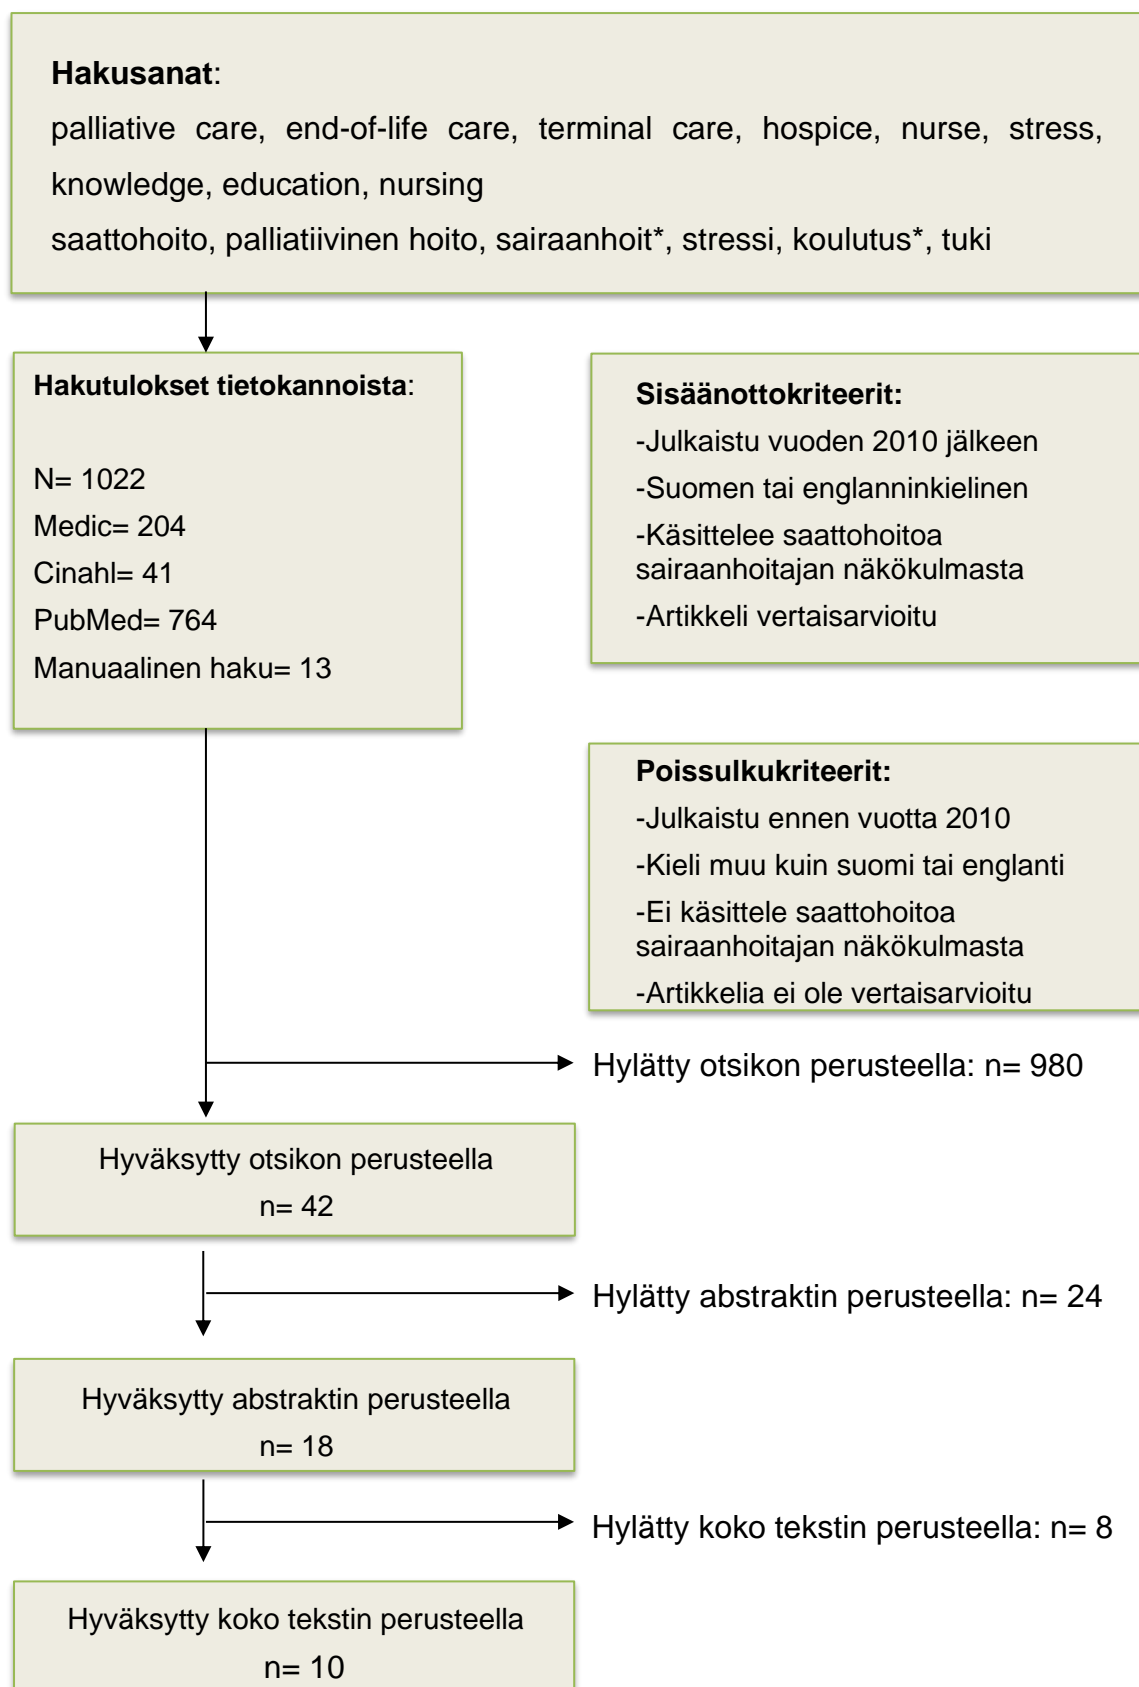 Hakusanat:
palliative care, end-of-life care, terminal care, hospice, nurse, stress,
knowledge, education, nursing
saattohoito, palliatiivinen hoito, sairaanhoit*, stressi, koulutus*, tuki
Hakutulokset tietokannoista:
N= 1022
Medic= 204
Cinahl= 41
PubMed= 764
Manuaalinen haku= 13
Sisäänottokriteerit:
-Julkaistu vuoden 2010 jälkeen
-Suomen tai englanninkielinen
-Käsittelee saattohoitoa
sairaanhoitajan näkökulmasta
-Artikkeli vertaisarvioitu
Poissulkukriteerit:
-Julkaistu ennen vuotta 2010
-Kieli muu kuin suomi tai englanti
-Ei käsittele saattohoitoa
sairaanhoitajan näkökulmasta
-Artikkelia ei ole vertaisarvioitu
Hylätty otsikon perusteella: n= 980
Hyväksytty otsikon perusteella
n= 42
Hylätty abstraktin perusteella: n= 24
Hyväksytty abstraktin perusteella
n= 18
Hylätty koko tekstin perusteella: n= 8
Hyväksytty koko tekstin perusteella
n= 10